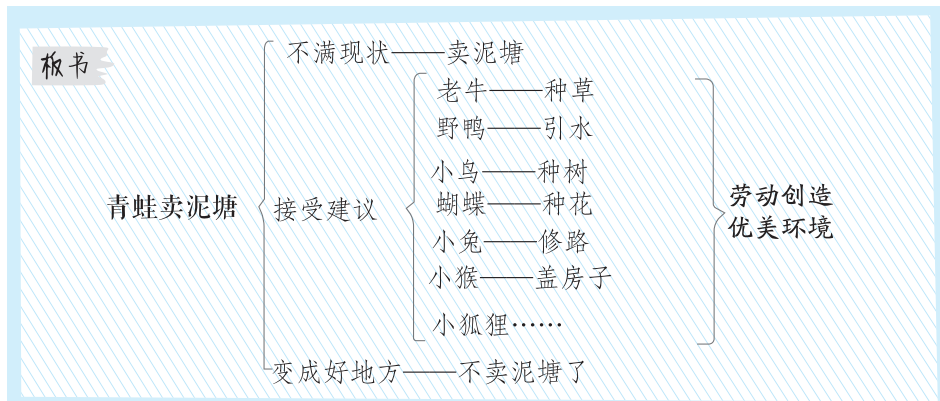 板书
不满现状——卖泥塘
老牛——种草
野鸭——引水
小鸟——种树
青蛙卖泥塘
接受建议
蝴蝶——种花
劳动创造
优美环境
小兔——修路
小猴——盖房子
小狐狸……
变成好地方——不卖泥塘了